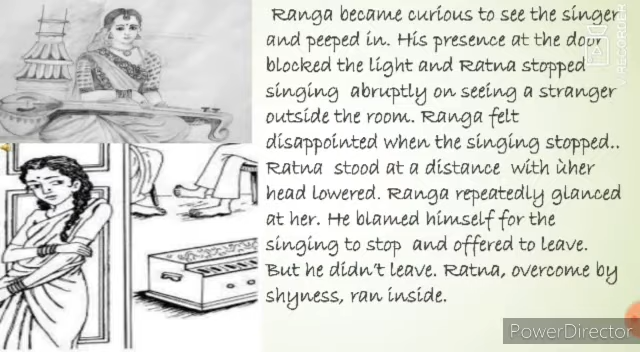 Ranga became curious to see the singer
and peeped in. His presence at the door
blocked the light and Ratna stopped
singing abruptly on seeing a stranger
outside the room. Ranga felt
disappointed when the singing stopped..
Ratna stood at a distance with ùher
head lowered. Ranga repeatedly glanced
at her. He blamed himself for the
singing to stop and offered to leave.
But he didn't leave. Ratna, overcome by
shyness, ran inside.
PowerDirector